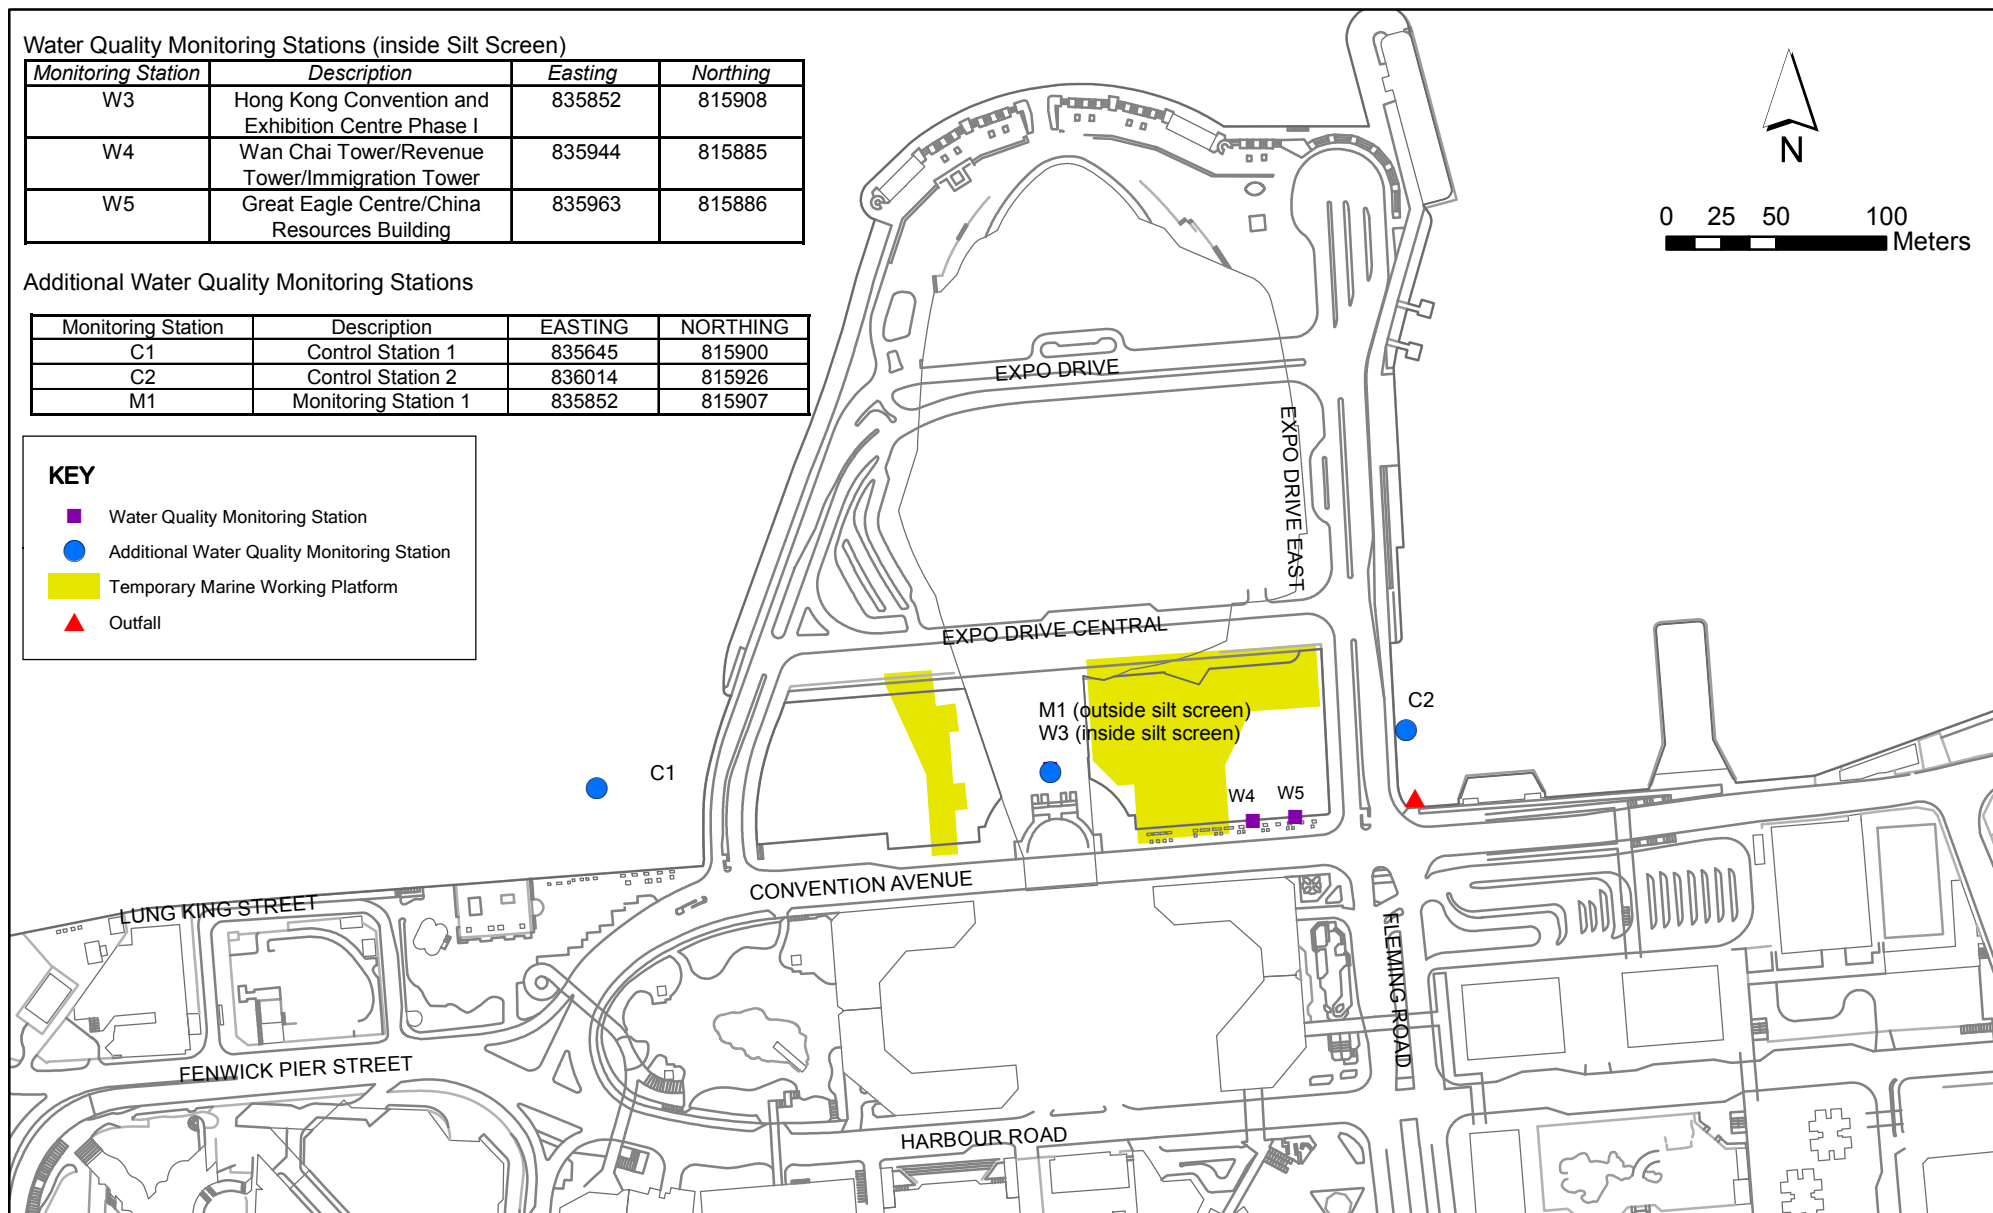 Water Quality Monitoring Stations (inside Silt Screen)
Monitoring Station Description Easting Northing
W3 Hong Kong Convention and 835852 815908
Exhibition Centre Phase I
W4 Wan Chai Tower/Revenue 835944 815885
Tower/Immigration Tower
W5 Great Eagle Centre/China 835963 815886
Resources Building
Additional Water Quality Monitoring Stations
Monitoring Station Description EASTING NORTHING
C1 Control Station 1 835645 815900
C2 Control Station 2 836014 815926
M1 Monitoring Station 1 835852 815907
KEY
Water Quality Monitoring Station
Additional Water Quality Monitoring Station
Temporary Marine Working Platform
Outfall
N
0 25 50 100
Meters
EXPO DRIVE
EXPO DRIVE EAST
EXPO DRIVE CENTRAL
M1 (outside silt screen)
W3 (inside silt screen)
C2
C1
W4 W5
CONVENTION AVENUE
LUNG KING STREET
FLEMING ROAD
FENWICK PIER STREET
HARBOUR ROAD